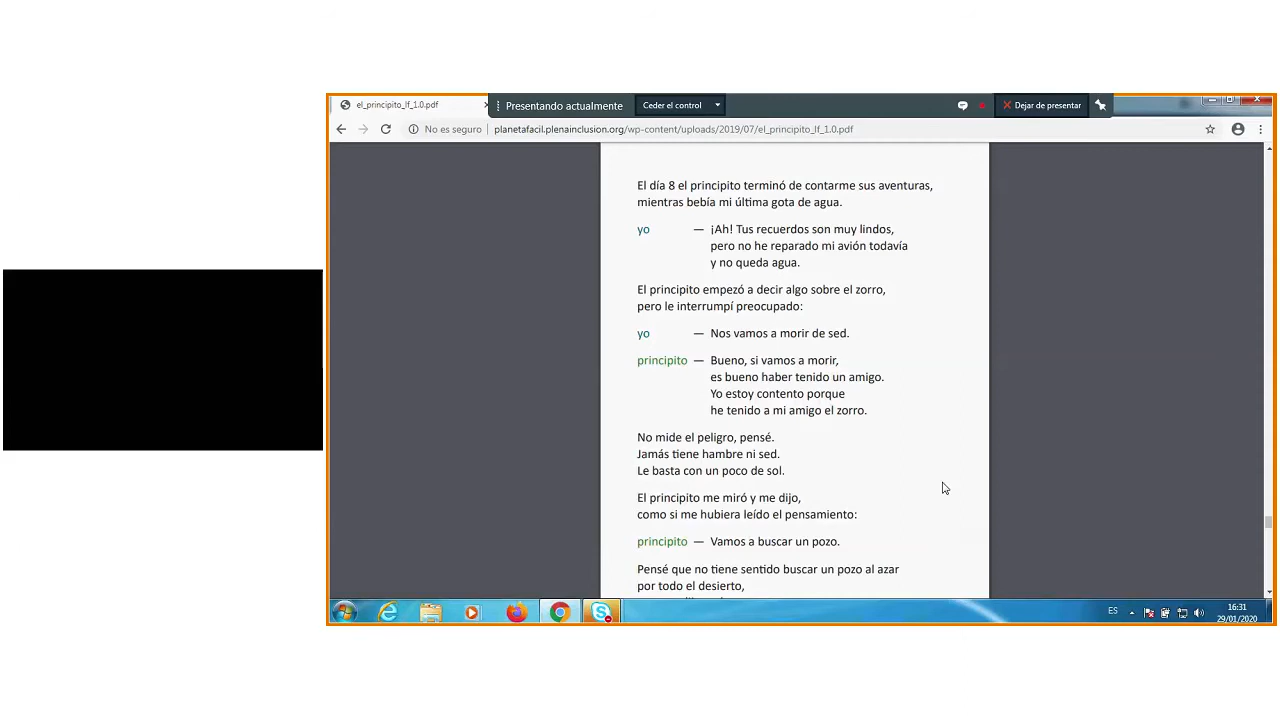 el_principito_lf_1.0.pdf
Presentando actualmente
Ceder el control
Dejar de presentar
No es seguro
planetafacil.plenainclusion.org/wp-content/uploads/2019/07/el_principito_lf_1.0.pdf
El día 8 el principito terminó de contarme sus aventuras,
mientras bebía mi última gota de agua.
yo — ¡Ah! Tus recuerdos son muy lindos,
pero no he reparado mi avión todavía
y no queda agua.
El principito empezó a decir algo sobre el zorro,
pero le interrumpí preocupado:
yo — Nos vamos a morir de sed.
principito — Bueno, si vamos a morir,
es bueno haber tenido un amigo.
Yo estoy contento porque
he tenido a mi amigo el zorro.
No mide el peligro, pensé.
Jamás tiene hambre ni sed.
Le basta con un poco de sol.
El principito me miró y me dijo,
como si me hubiera leído el pensamiento:
principito — Vamos a buscar un pozo.
Pensé que no tiene sentido buscar un pozo al azar
por todo el desierto,
ES
16:31
29/01/2020